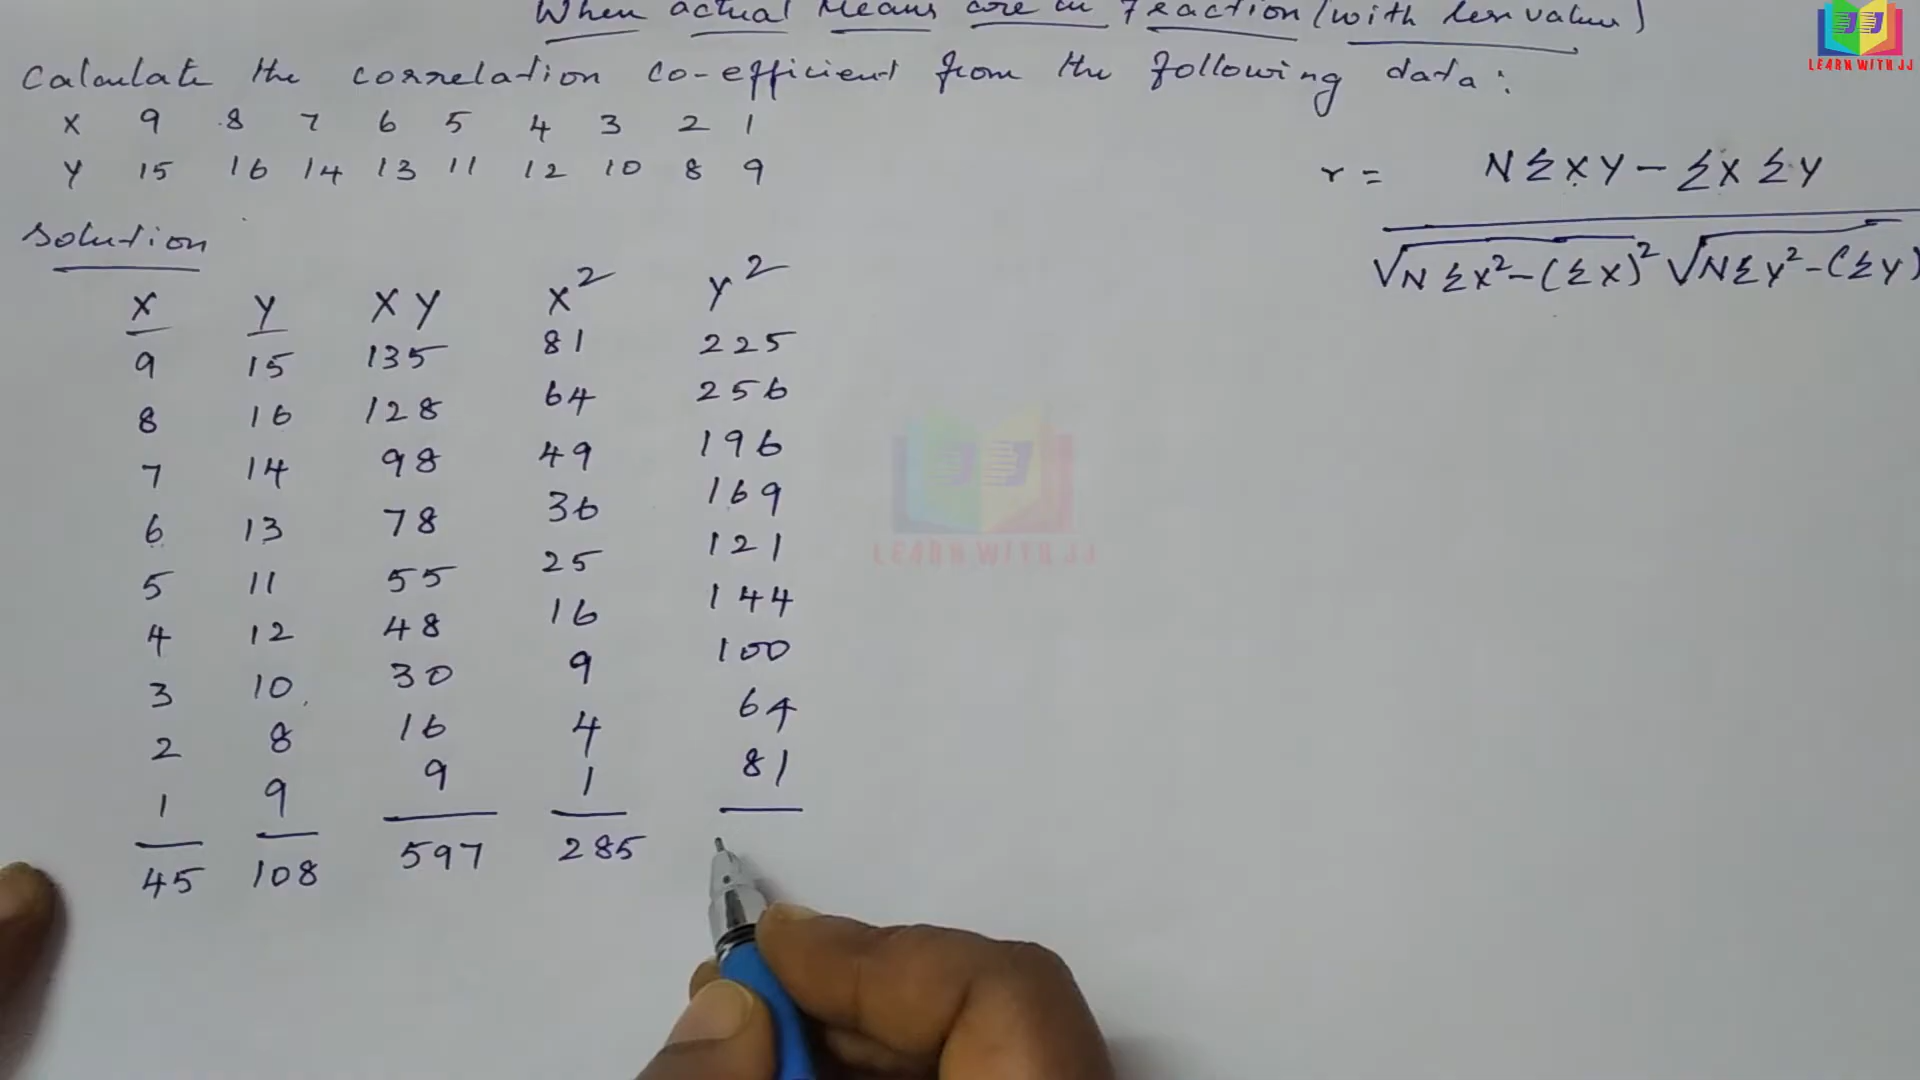 When actual Means are in Fraction (with less values)
LEARN WITH JJ
Calculate the correlation co-efficient from the following data:
X 9 8 7 6 5 4 3 2 1
Y 15 16 14 13 11 12 10 8 9
r = N ΣXY - ΣX ΣY
√N ΣX² - (ΣX)² √N ΣY² - (ΣY)
Solution
X Y XY X² Y²
9 15 135 81 225
8 16 128 64 256
7 14 98 49 196
6 13 78 36 169
5 11 55 25 121
4 12 48 16 144
3 10 30 9 100
2 8 16 4 64
1 9 9 1 81
45 108 597 285
LEARN WITH JJ